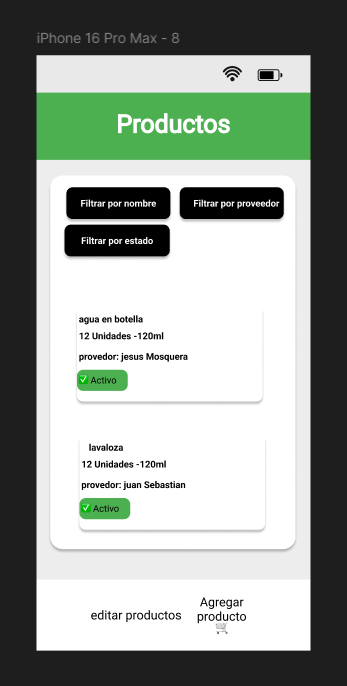 iPhone 16 Pro Max - 8
Productos
Filtrar por nombre
Filtrar por proveedor
Filtrar por estado
agua en botella
12 Unidades -120ml
provedor: jesus Mosquera
✅ Activo
lavaloza
12 Unidades -120ml
provedor: juan Sebastian
✅ Activo
editar productos
Agregar
producto
🛒